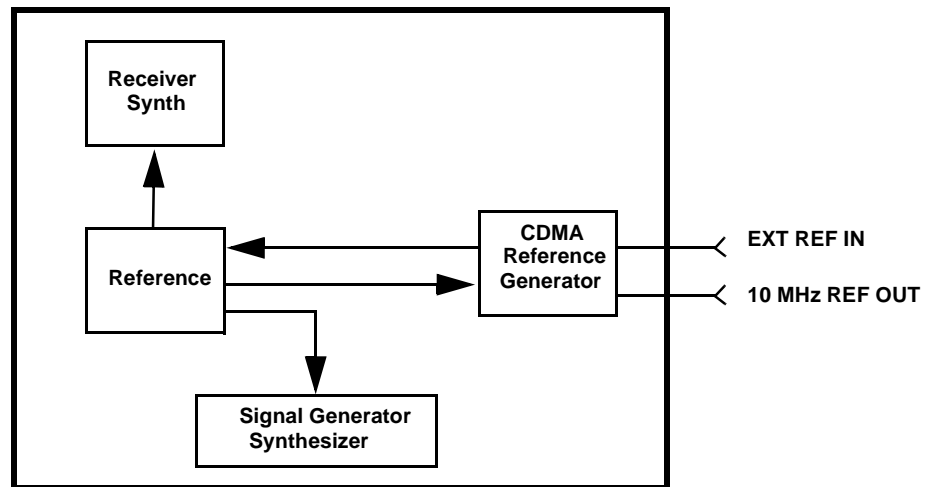 Receiver
Synth
CDMA
Reference
Generator
EXT REF IN
Reference
10 MHz REF OUT
Signal Generator
Synthesizer